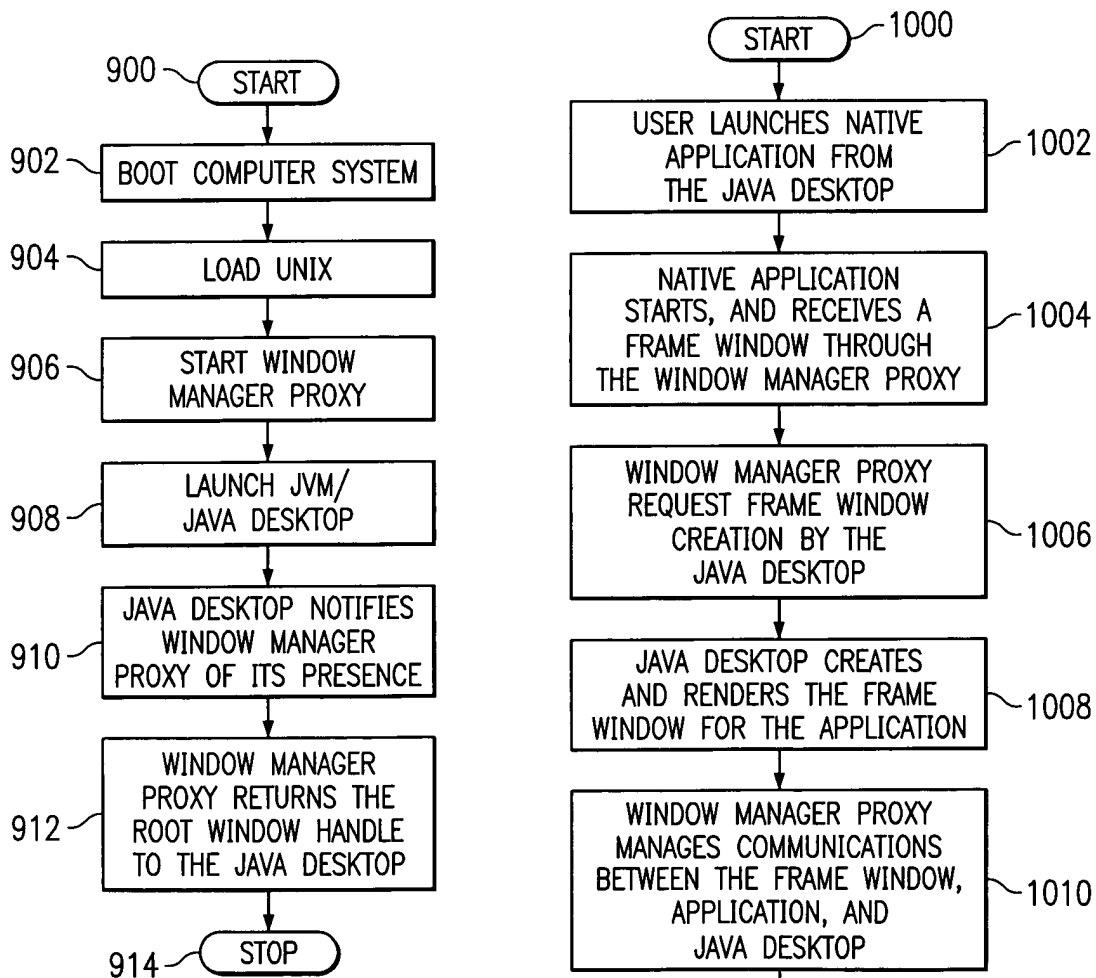 900
START
902
BOOT COMPUTER SYSTEM
904
LOAD UNIX
906
START WINDOW
MANAGER PROXY
908
LAUNCH JVM/
JAVA DESKTOP
910
JAVA DESKTOP NOTIFIES
WINDOW MANAGER
PROXY OF ITS PRESENCE
912
WINDOW MANAGER
PROXY RETURNS THE
ROOT WINDOW HANDLE
TO THE JAVA DESKTOP
914
STOP
START
1000
USER LAUNCHES NATIVE
APPLICATION FROM
THE JAVA DESKTOP
1002
NATIVE APPLICATION
STARTS, AND RECEIVES A
FRAME WINDOW THROUGH
THE WINDOW MANAGER PROXY
1004
WINDOW MANAGER PROXY
REQUEST FRAME WINDOW
CREATION BY THE
JAVA DESKTOP
1006
JAVA DESKTOP CREATES
AND RENDERS THE FRAME
WINDOW FOR THE APPLICATION
1008
WINDOW MANAGER PROXY
MANAGES COMMUNICATIONS
BETWEEN THE FRAME WINDOW,
APPLICATION, AND
JAVA DESKTOP
1010